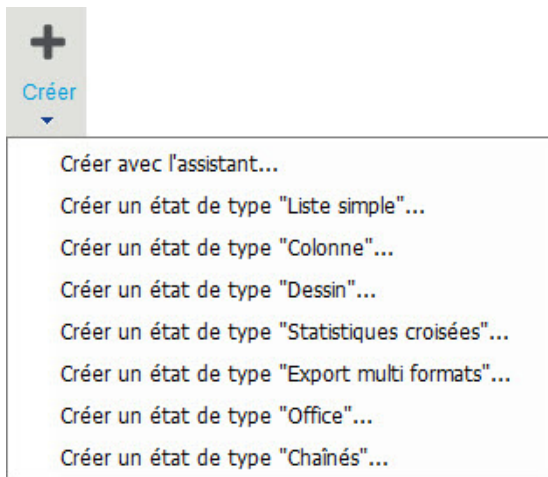 Créer
Créer avec l'assistant...
Créer un état de type "Liste simple"...
Créer un état de type "Colonne"...
Créer un état de type "Dessin"...
Créer un état de type "Statistiques croisées"...
Créer un état de type "Export multi formats"...
Créer un état de type "Office"...
Créer un état de type "Chaînés"...